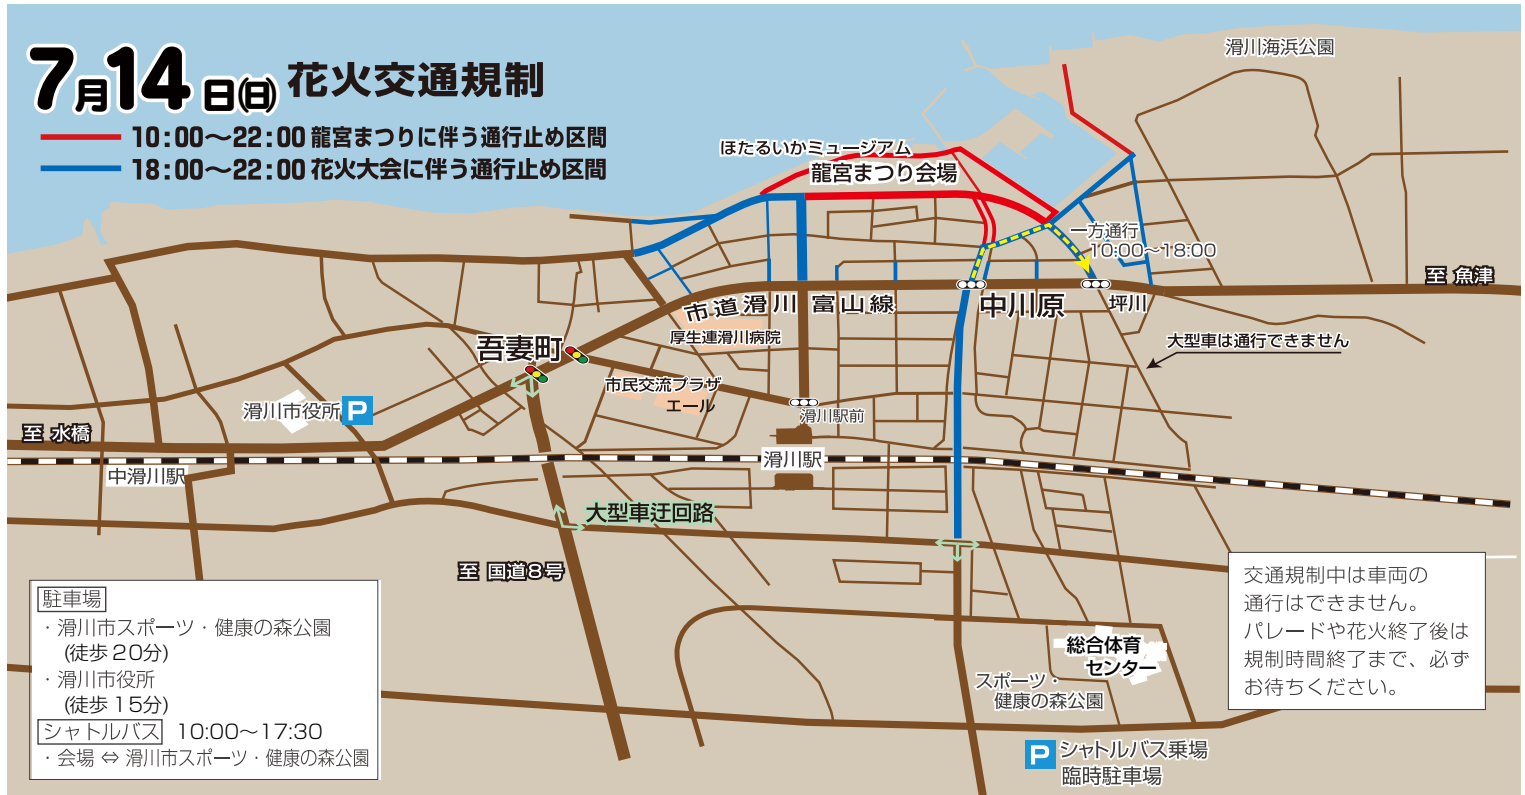 7月14日(日) 花火交通規制
10:00～22:00 龍宮まつりに伴う通行止め区間
18:00～22:00 花火大会に伴う通行止め区間
滑川海浜公園
ほたるいかミュージアム
龍宮まつり会場
一方通行
10:00～18:00
至 魚津
市道滑川 富山線
中川原
坪川
厚生連滑川病院
大型車は通行できません
吾妻町
市民交流プラザ
エール
滑川市役所 P
滑川駅前
至 水橋
滑川駅
中滑川駅
大型車迂回路
至 国道8号
駐車場
・滑川市スポーツ・健康の森公園
(徒歩 20分)
・滑川市役所
(徒歩 15分)
シャトルバス 10:00～17:30
・会場 ⇔ 滑川市スポーツ・健康の森公園
交通規制中は車両の
通行はできません。
パレードや花火終了後は
規制時間終了まで、必ず
お待ちください。
総合体育
センター
スポーツ・
健康の森公園
P シャトルバス乗場
臨時駐車場